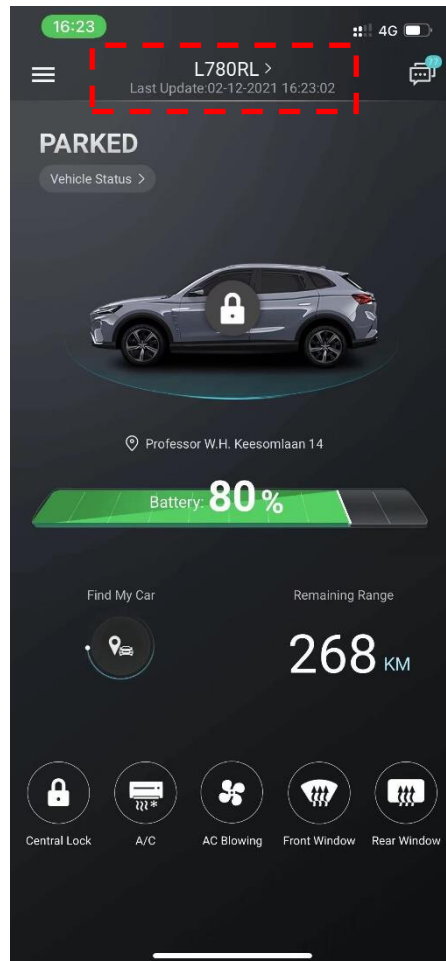 16:23
4G
L780RL >
Last Update:02-12-2021 16:23:02
77
PARKED
Vehicle Status >
Professor W.H. Keesomlaan 14
Battery: 80 %
Find My Car
Remaining Range
268 KM
Central Lock
A/C
AC Blowing
Front Window
Rear Window